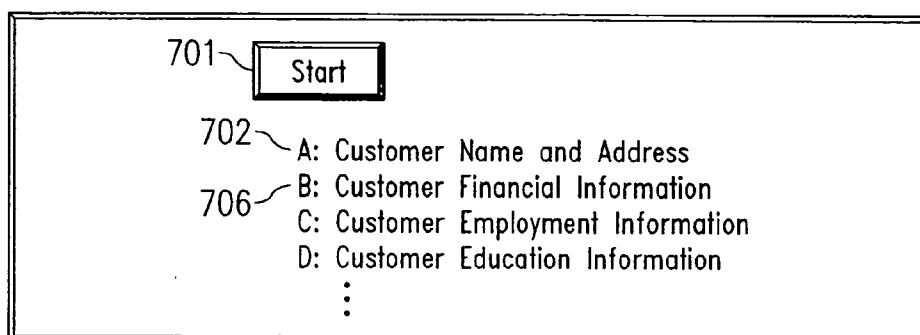 701 Start
702 A: Customer Name and Address
706 B: Customer Financial Information
C: Customer Employment Information
D: Customer Education Information